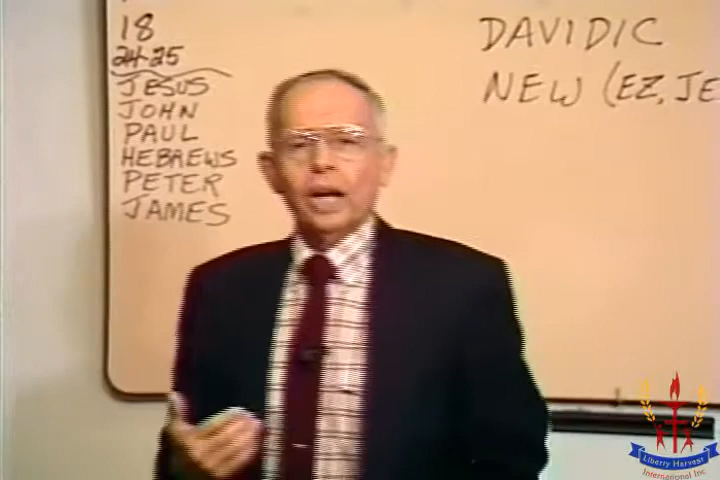 18
24-25
JESUS
JOHN
PAUL
HEBREWS
PETER
JAMES
DAVIDIC
NEW (EZ, JE
Liberty Harvest
International Inc